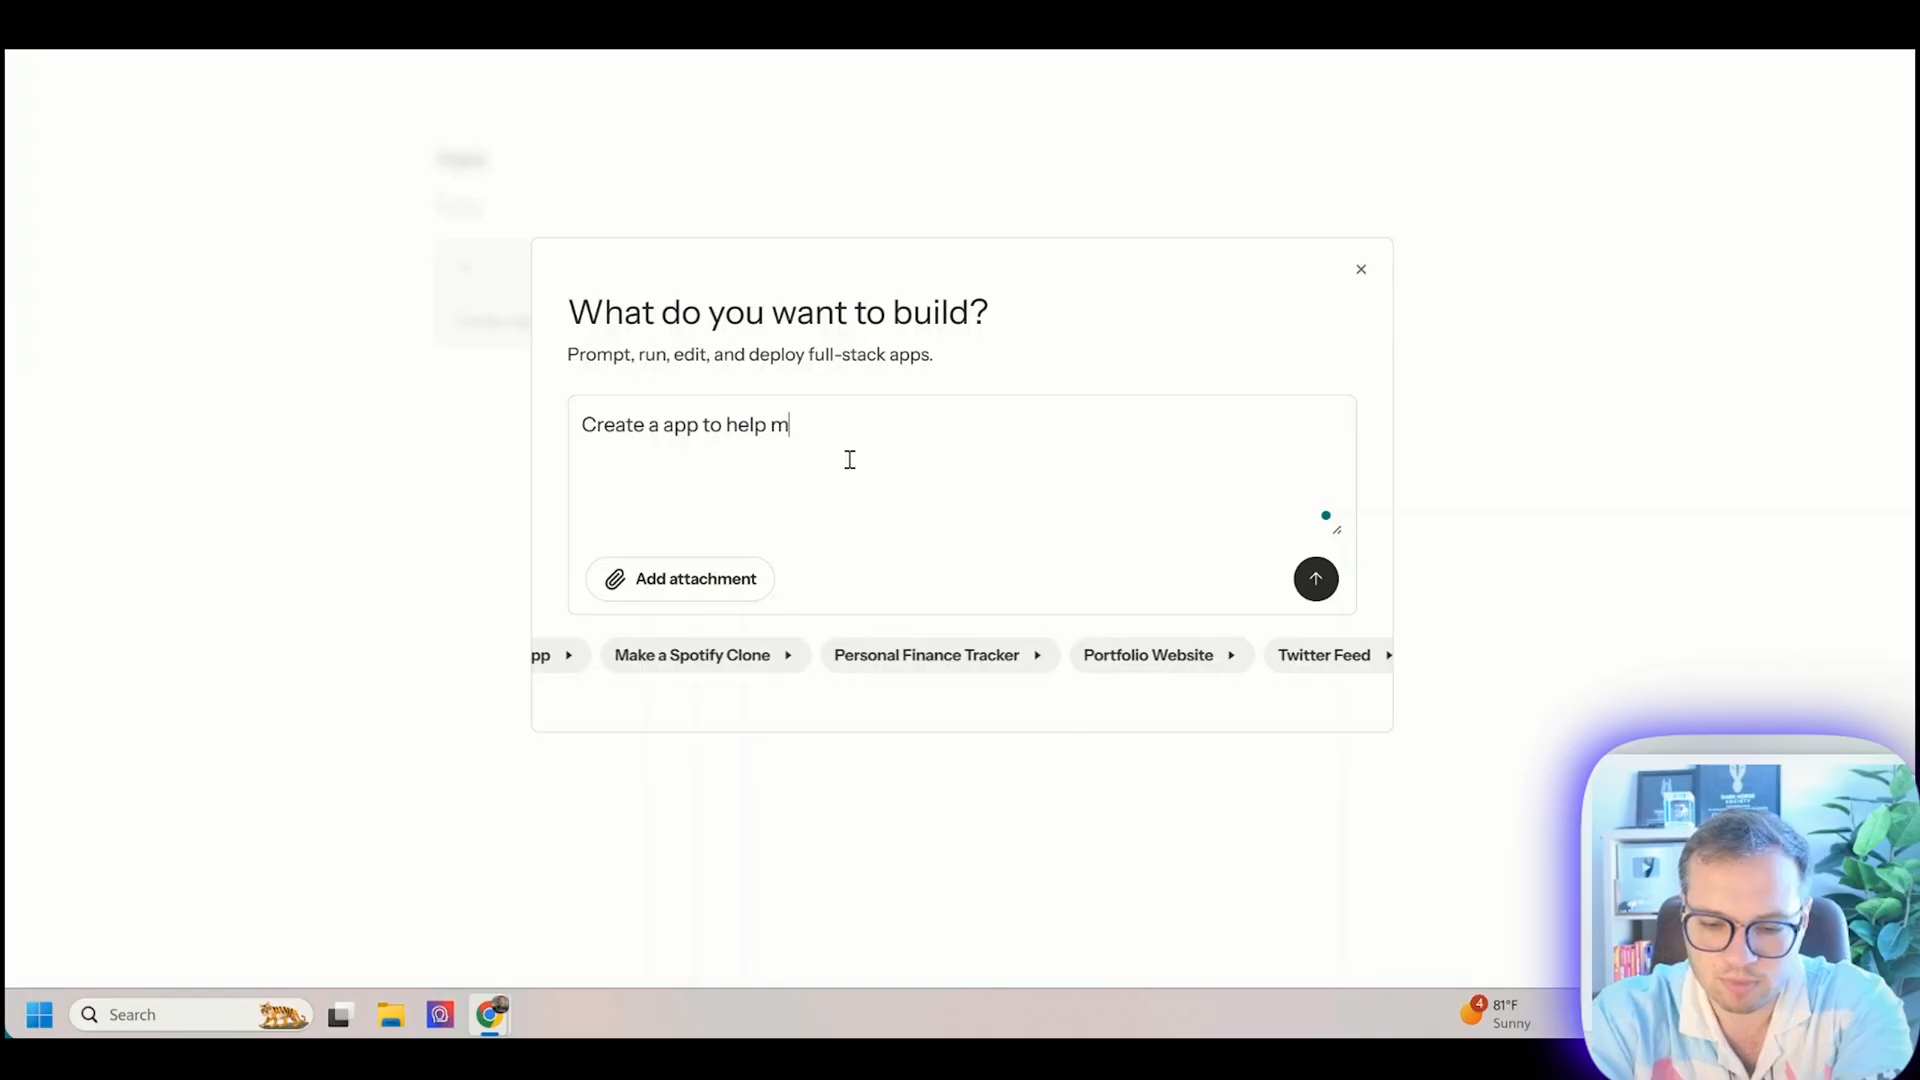 What do you want to build?
Prompt, run, edit, and deploy full-stack apps.
Create a app to help m
Add attachment
pp
Make a Spotify Clone
Personal Finance Tracker
Portfolio Website
Twitter Feed
Search
4
81°F
Sunny